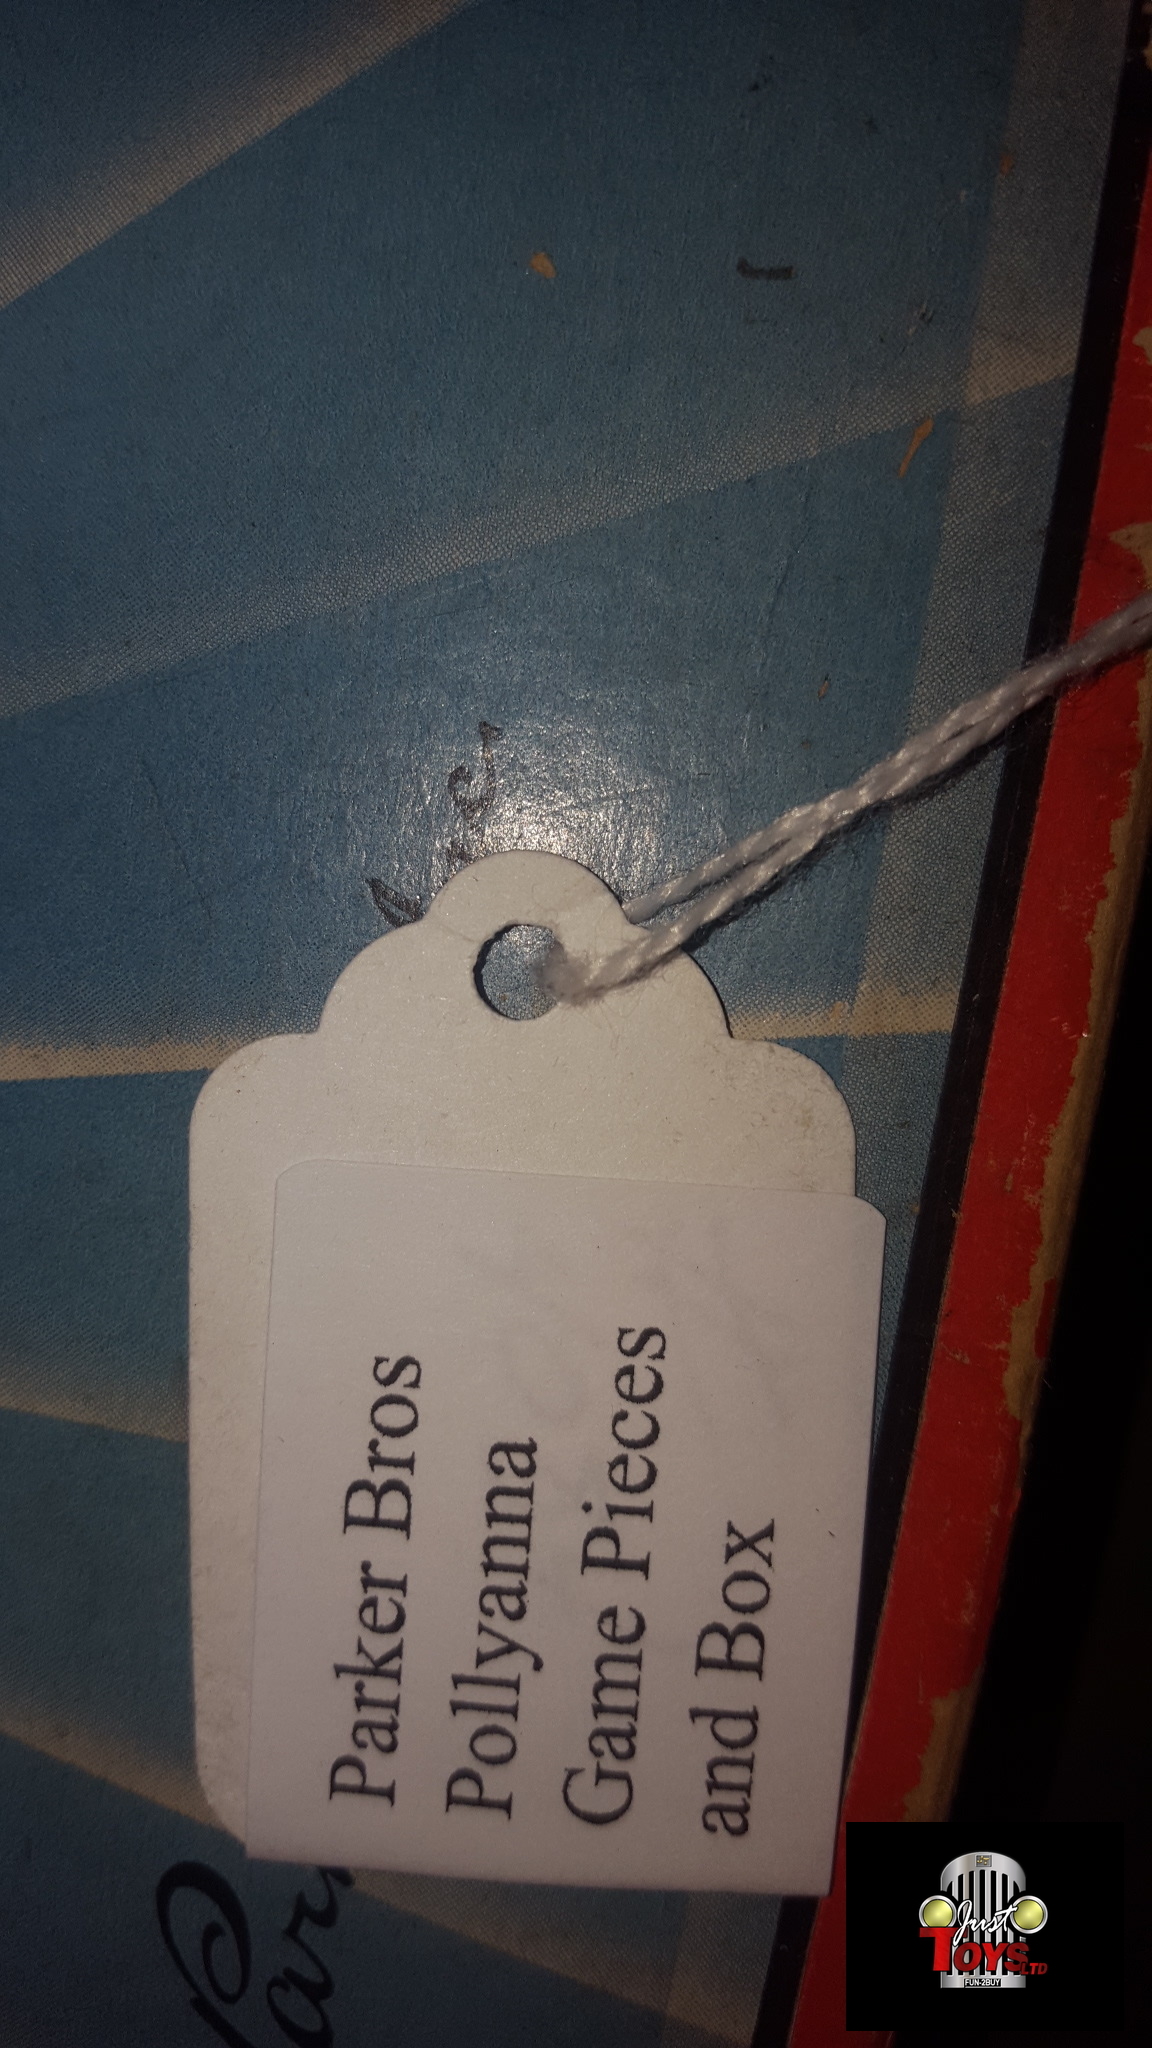 Parker Bros
Pollyanna
Game Pieces
and Box
Just
TOYS LTD
FUN-2BUY